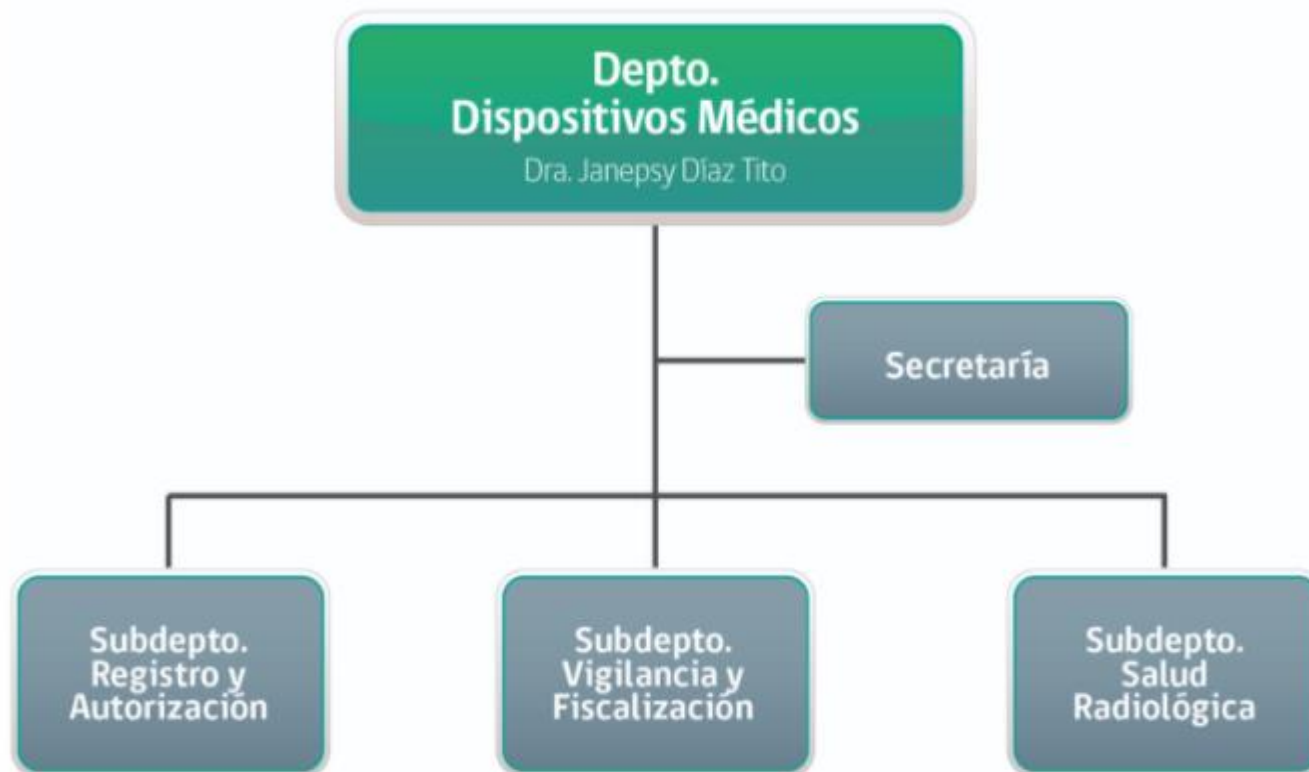 Depto.
Dispositivos Médicos
Dra. Janepsy Díaz Tito
Secretaría
Subdepto.
Registro y
Autorización
Subdepto.
Vigilancia y
Fiscalización
Subdepto.
Salud
Radiológica